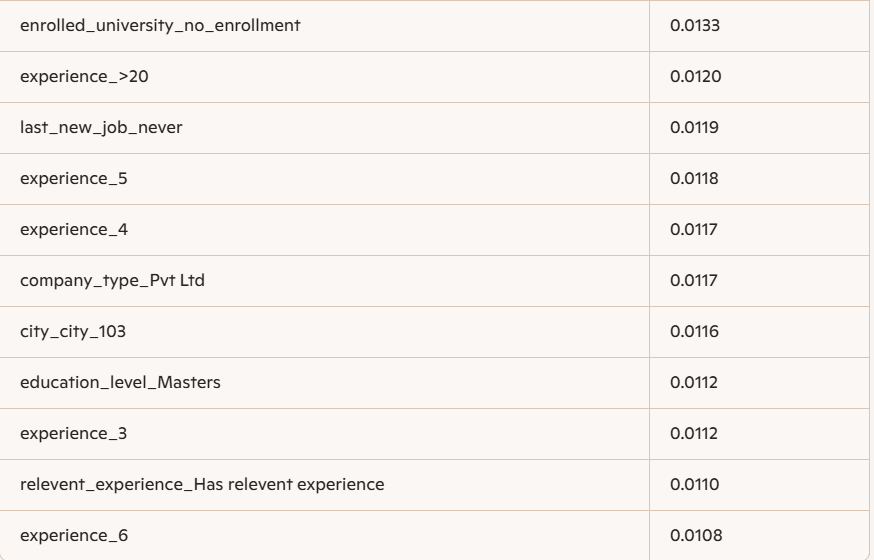 enrolled_university_no_enrollment 0.0133
experience_>20 0.0120
last_new_job_never 0.0119
experience_5 0.0118
experience_4 0.0117
company_type_Pvt Ltd 0.0117
city_city_103 0.0116
education_level_Masters 0.0112
experience_3 0.0112
relevent_experience_Has relevent experience 0.0110
experience_6 0.0108